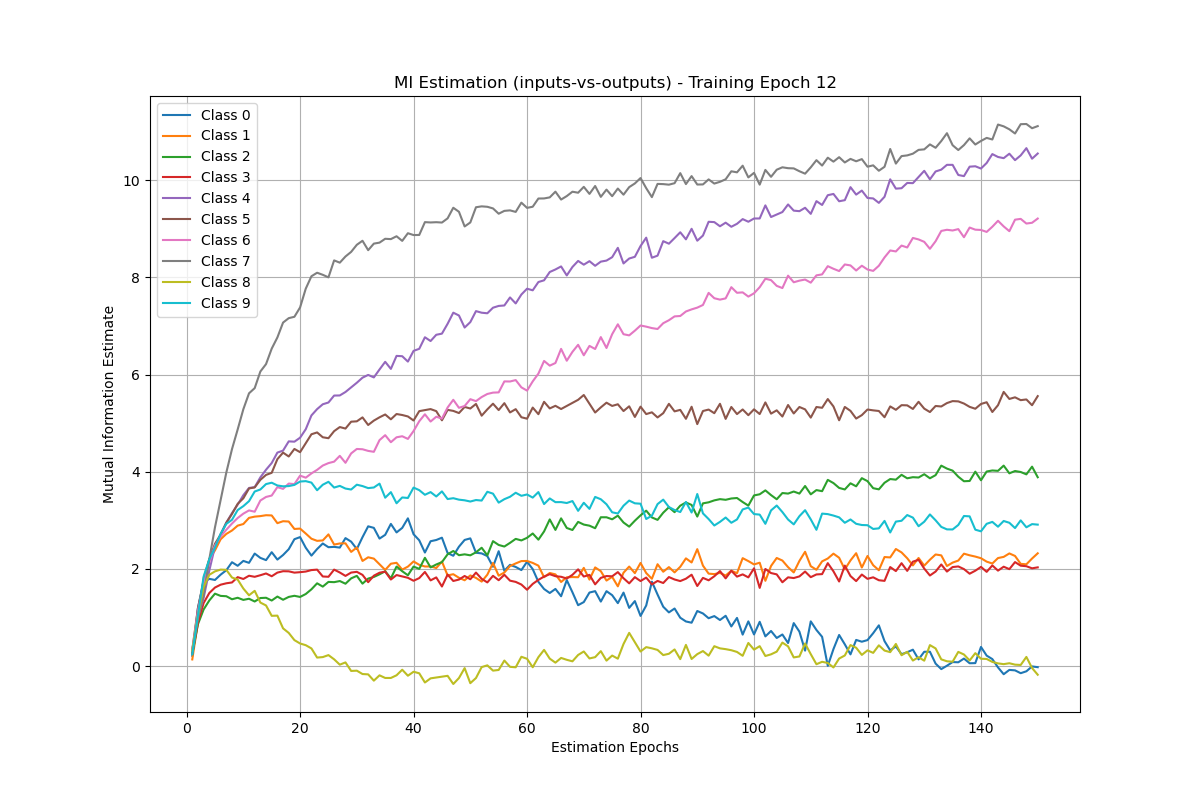 MI Estimation (inputs-vs-outputs) - Training Epoch 12
Class 0
Class 1
Class 2
Class 3
Class 4
Class 5
Class 6
Class 7
Class 8
Class 9
Mutual Information Estimate
10
8
6
4
2
0
0 20 40 60 80 100 120 140
Estimation Epochs